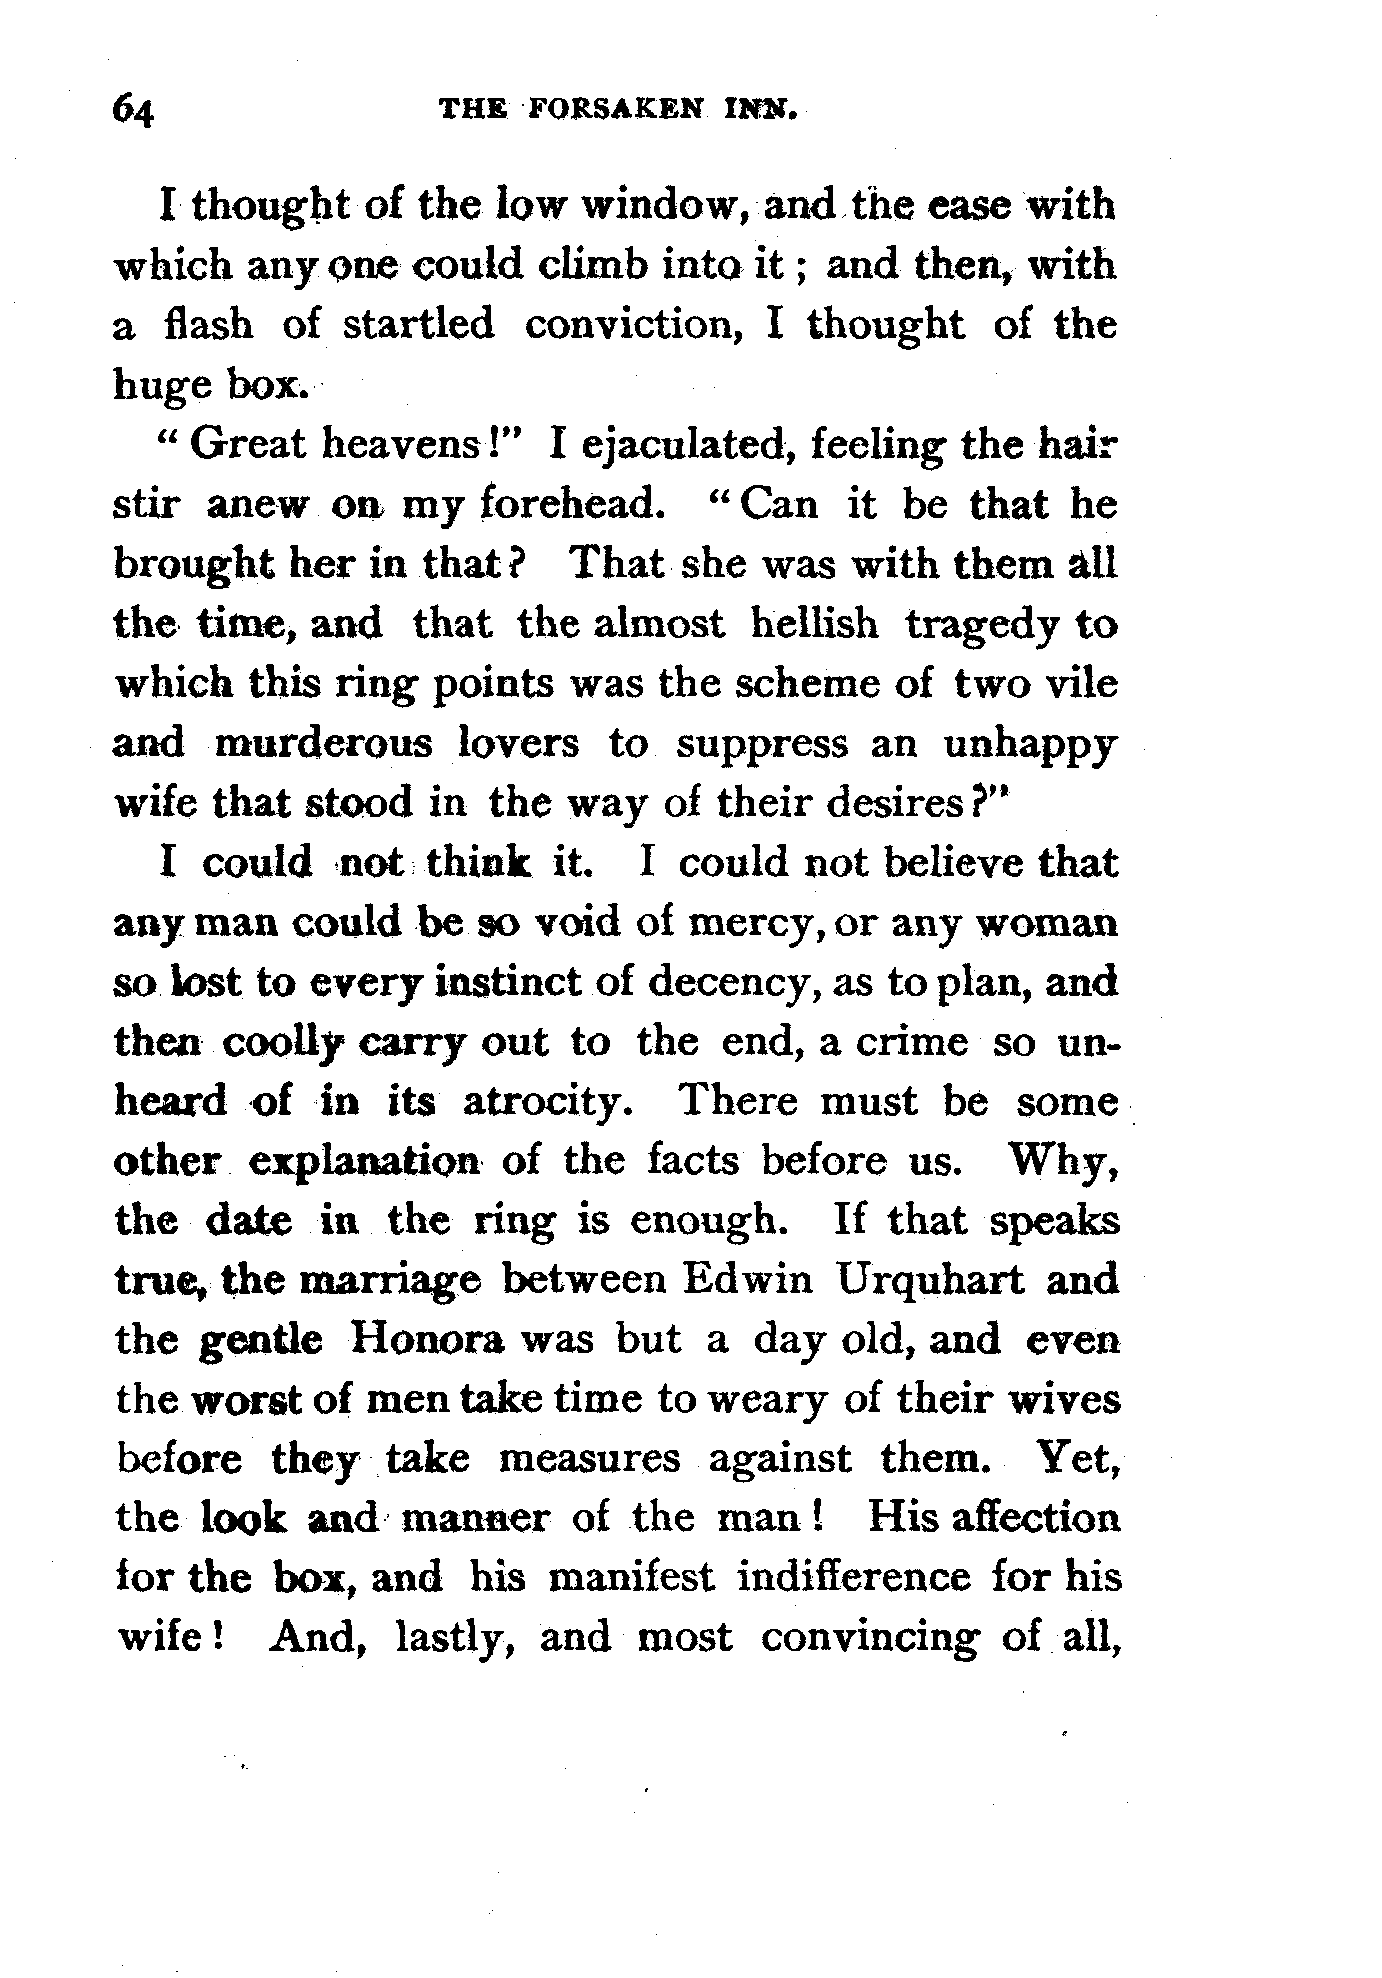 64 THE FORSAKEN INN.
I thought of the low window, and the ease with
which any one could climb into it ; and then, with
a flash of startled conviction, I thought of the
huge box.
“ Great heavens !” I ejaculated, feeling the hair
stir anew on my forehead. “ Can it be that he
brought her in that ? That she was with them all
the time, and that the almost hellish tragedy to
which this ring points was the scheme of two vile
and murderous lovers to suppress an unhappy
wife that stood in the way of their desires ?”
I could not think it. I could not believe that
any man could be so void of mercy, or any woman
so lost to every instinct of decency, as to plan, and
then coolly carry out to the end, a crime so un-
heard of in its atrocity. There must be some
other explanation of the facts before us. Why,
the date in the ring is enough. If that speaks
true, the marriage between Edwin Urquhart and
the gentle Honora was but a day old, and even
the worst of men take time to weary of their wives
before they take measures against them. Yet,
the look and manner of the man ! His affection
for the box, and his manifest indifference for his
wife ! And, lastly, and most convincing of all,